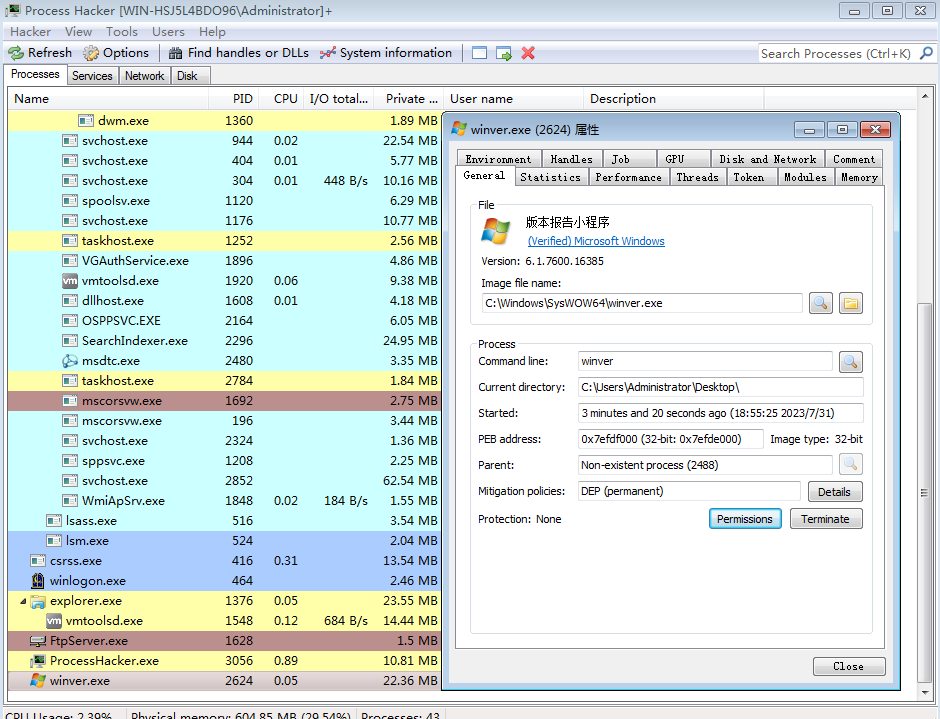 Process Hacker [WIN-HSJ5L4BDO96\Administrator]+
Hacker View Tools Users Help
Refresh Options Find handles or DLLs System information Search Processes (Ctrl+K)
Processes Services Network Disk
Name PID CPU I/O total... Private ... User name Description
dwm.exe 1360 1.89 MB
svchost.exe 944 0.02 22.54 MB
svchost.exe 404 0.01 5.77 MB
svchost.exe 304 0.01 448 B/s 10.16 MB
spoolsv.exe 1120 6.29 MB
svchost.exe 1176 10.77 MB
taskhost.exe 1252 2.56 MB
VGAuthService.exe 1896 4.86 MB
vm vmtoolsd.exe 1920 0.06 9.38 MB
dllhost.exe 1608 0.01 4.18 MB
OSPPSVC.EXE 2164 6.05 MB
SearchIndexer.exe 2296 24.95 MB
msdtc.exe 2480 3.35 MB
taskhost.exe 2784 1.84 MB
mscorsvw.exe 1692 2.75 MB
mscorsvw.exe 196 3.44 MB
svchost.exe 2324 1.36 MB
sppsvc.exe 1208 2.25 MB
svchost.exe 2852 62.54 MB
WmiApSrv.exe 1848 0.02 184 B/s 1.55 MB
lsass.exe 516 3.54 MB
lsm.exe 524 2.04 MB
csrss.exe 416 0.31 13.54 MB
winlogon.exe 464 2.46 MB
explorer.exe 1376 0.05 23.55 MB
vm vmtoolsd.exe 1548 0.12 684 B/s 14.44 MB
FtpServer.exe 1628 1.5 MB
ProcessHacker.exe 3056 0.89 10.81 MB
winver.exe 2624 0.05 22.36 MB
CPU Usage: 2.39% Physical memory: 604.85 MB (29.54%) Processes: 43
winver.exe (2624) 属性
Environment Handles Job GPU Disk and Network Comment
General Statistics Performance Threads Token Modules Memory
File
版本报告小程序
(Verified) Microsoft Windows
Version: 6.1.7600.16385
Image file name:
C:\Windows\SysWOW64\winver.exe
Process
Command line: winver
Current directory: C:\Users\Administrator\Desktop\
Started: 3 minutes and 20 seconds ago (18:55:25 2023/7/31)
PEB address: 0x7efdf000 (32-bit: 0x7efde000) Image type: 32-bit
Parent: Non-existent process (2488)
Mitigation policies: DEP (permanent) Details
Protection: None Permissions Terminate
Close